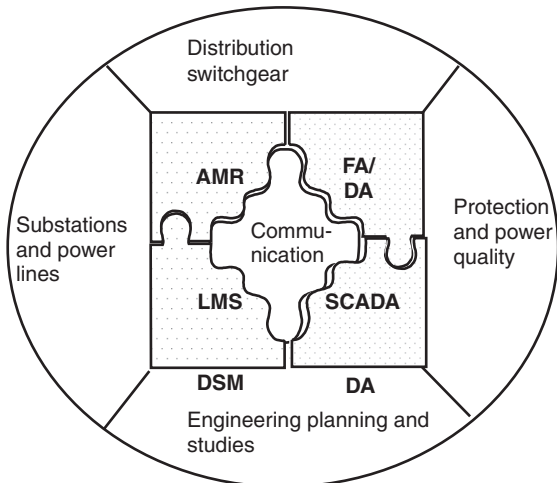 Distribution
switchgear
AMR
FA/
DA
Substations
and power
lines
Commu-
nication
Protection
and power
quality
LMS
SCADA
DSM
DA
Engineering planning and
studies